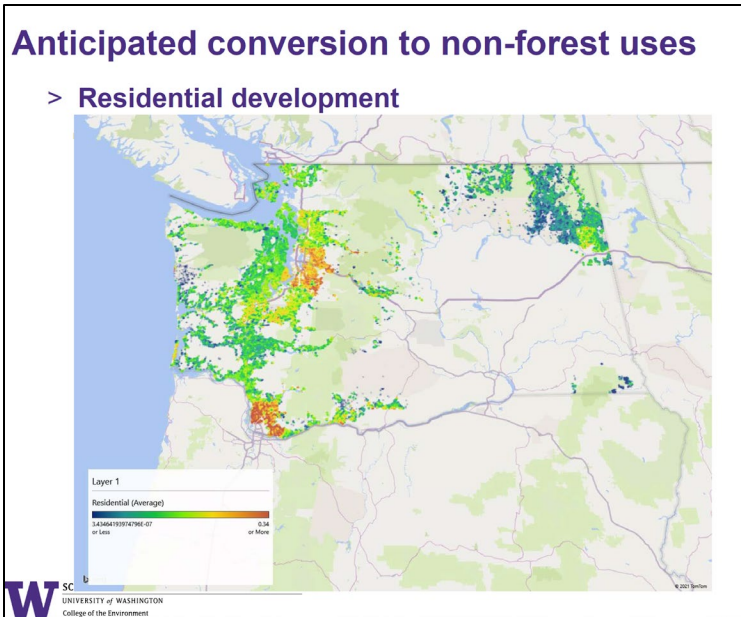 Anticipated conversion to non-forest uses
> Residential development
Layer 1
Residential (Average)
3.43464193974796E-07 0.34
or Less or More
© 2021 TomTom
SC
W UNIVERSITY of WASHINGTON
College of the Environment